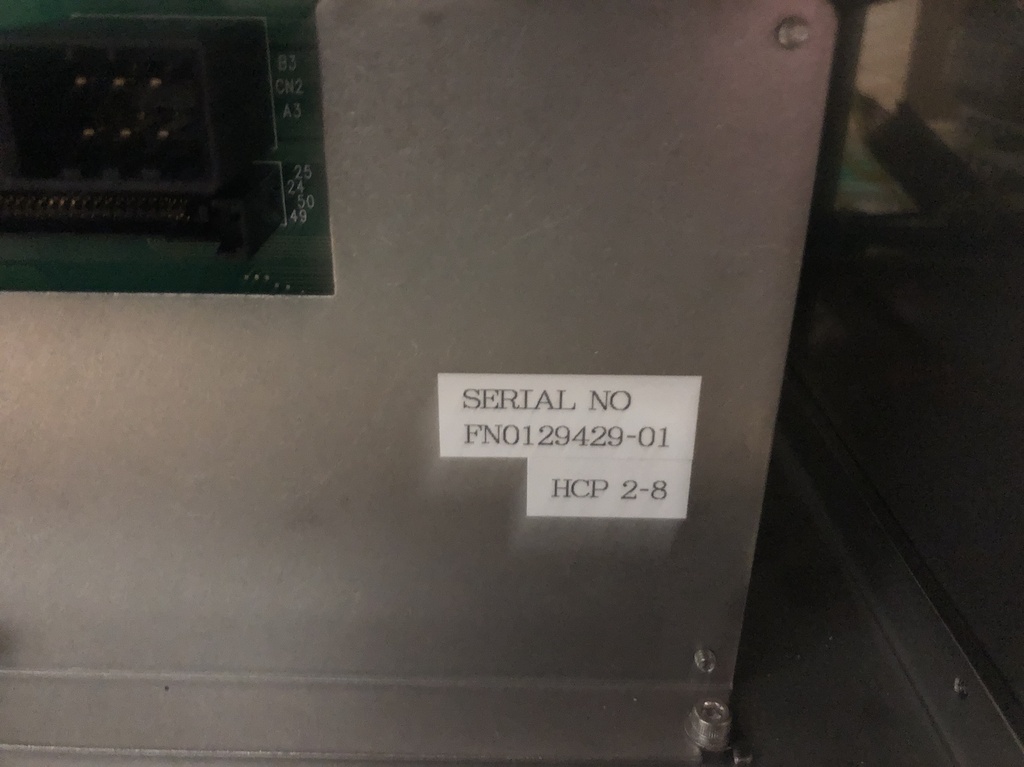 B3
CN2
A3
25
24
50
49
SERIAL NO
FN0129429-01
HCP 2-8